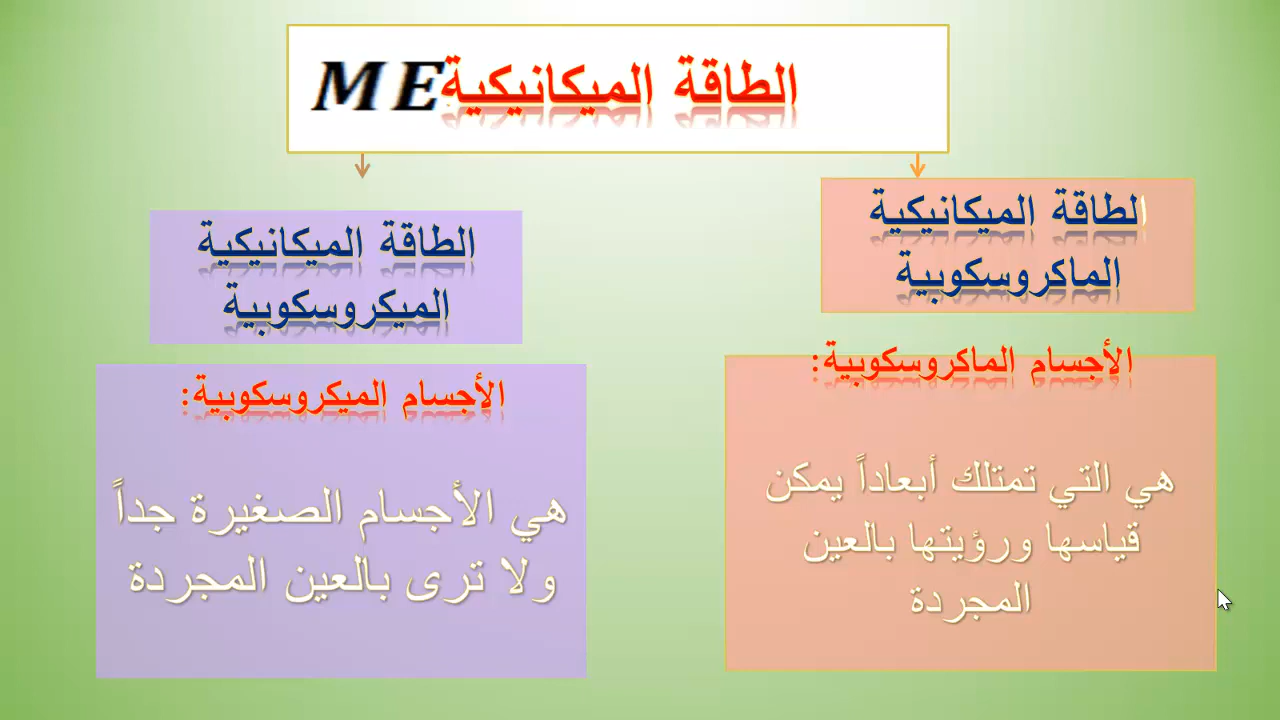 الطاقة الميكانيكية ME
الطاقة الميكانيكية
الماكروسكوبية
الأجسام الماكروسكوبية:
هي التي تمتلك أبعاداً يمكن
قياسها ورؤيتها بالعين
المجردة
الطاقة الميكانيكية
الميكروسكوبية
الأجسام الميكروسكوبية:
هي الأجسام الصغيرة جداً
ولا ترى بالعين المجردة